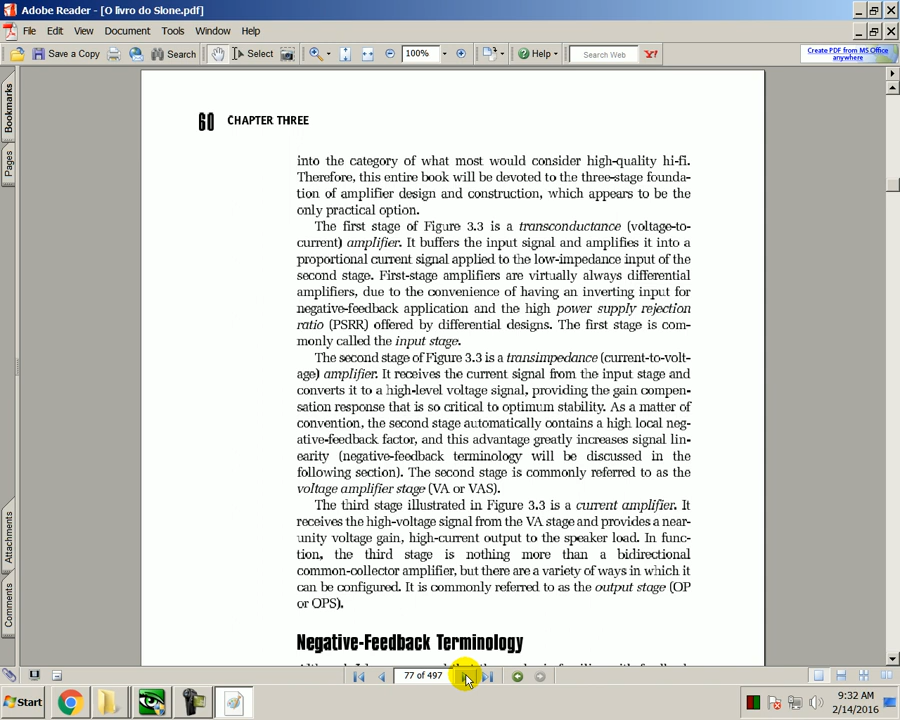 Adobe Reader - [O livro do Slone.pdf]
File Edit View Document Tools Window Help
Save a Copy Search Select 100% Help Search Web Y! Create PDF from MS Office anywhere
Bookmarks
Pages
Attachments
Comments
60 CHAPTER THREE
into the category of what most would consider high-quality hi-fi.
Therefore, this entire book will be devoted to the three-stage founda-
tion of amplifier design and construction, which appears to be the
only practical option.
The first stage of Figure 3.3 is a transconductance (voltage-to-
current) amplifier. It buffers the input signal and amplifies it into a
proportional current signal applied to the low-impedance input of the
second stage. First-stage amplifiers are virtually always differential
amplifiers, due to the convenience of having an inverting input for
negative-feedback application and the high power supply rejection
ratio (PSRR) offered by differential designs. The first stage is com-
monly called the input stage.
The second stage of Figure 3.3 is a transimpedance (current-to-volt-
age) amplifier. It receives the current signal from the input stage and
converts it to a high-level voltage signal, providing the gain compen-
sation response that is so critical to optimum stability. As a matter of
convention, the second stage automatically contains a high local neg-
ative-feedback factor, and this advantage greatly increases signal lin-
earity (negative-feedback terminology will be discussed in the
following section). The second stage is commonly referred to as the
voltage amplifier stage (VA or VAS).
The third stage illustrated in Figure 3.3 is a current amplifier. It
receives the high-voltage signal from the VA stage and provides a near-
unity voltage gain, high-current output to the speaker load. In func-
tion, the third stage is nothing more than a bidirectional
common-collector amplifier, but there are a variety of ways in which it
can be configured. It is commonly referred to as the output stage (OP
or OPS).
Negative-Feedback Terminology
77 of 497
Start
9:32 AM
2/14/2016